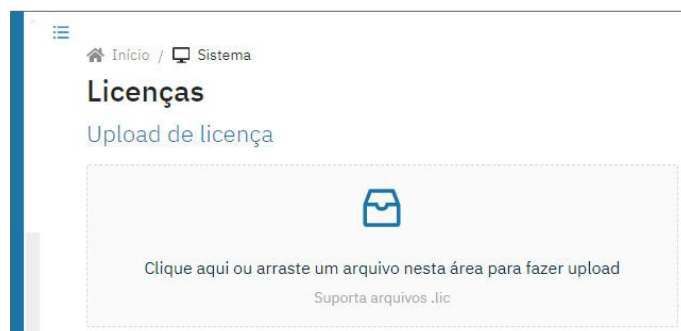 Início / Sistema
Licenças
Upload de licença
Clique aqui ou arraste um arquivo nesta área para fazer upload
Suporta arquivos .lic